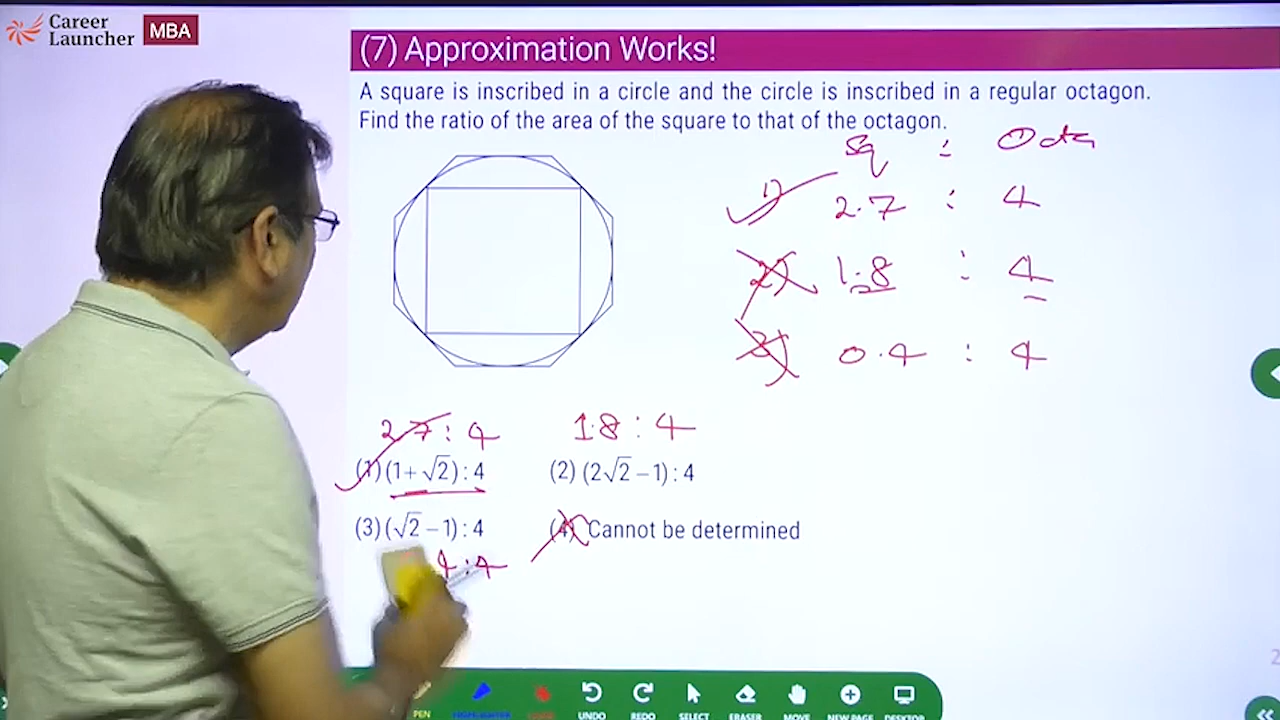 Career
Launcher MBA
(7) Approximation Works!
A square is inscribed in a circle and the circle is inscribed in a regular octagon.
Find the ratio of the area of the square to that of the octagon.
Sq : Octa
1) 2.7 : 4
2) 1.8 : 4
3) 0.4 : 4
2.7 : 4 1.8 : 4
(1) (1+√2) : 4 (2) (2√2 – 1) : 4
(3) (√2 – 1) : 4 (4) Cannot be determined
4 : 4
PEN HIGHLIGHTER UNDO REDO SELECT ERASER MOVE NEW PAGE DESKTOP